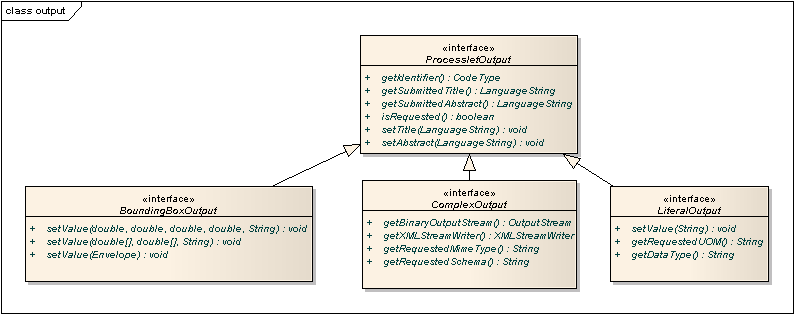 class output
«interface»
ProcessletOutput
+ getIdentifier() : CodeType
+ getSubmittedTitle() : LanguageString
+ getSubmittedAbstract() : LanguageString
+ isRequested() : boolean
+ setTitle(LanguageString) : void
+ setAbstract(LanguageString) : void
«interface»
BoundingBoxOutput
+ setValue(double, double, double, double, String) : void
+ setValue(double[], double[], String) : void
+ setValue(Envelope) : void
«interface»
ComplexOutput
+ getBinaryOutputStream() : OutputStream
+ getXMLStreamWriter() : XMLStreamWriter
+ getRequestedMimeType() : String
+ getRequestedSchema() : String
«interface»
LiteralOutput
+ setValue(String) : void
+ getRequestedUOM() : String
+ getDataType() : String